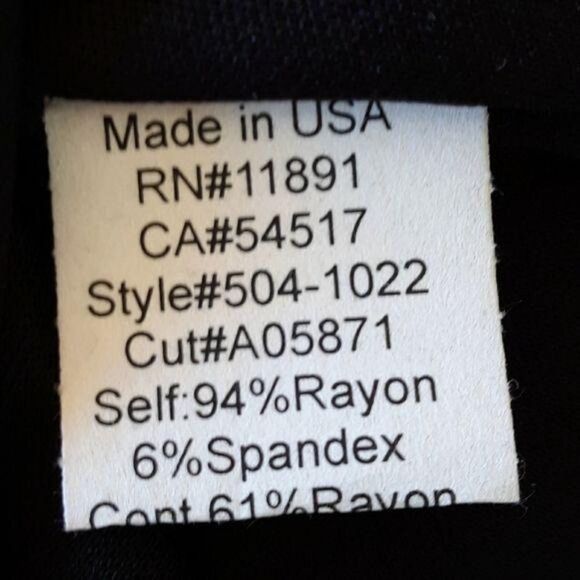 Made in USA
RN#11891
CA#54517
Style#504-1022
Cut#A05871
Self:94%Rayon
6%Spandex
Cont.61%Rayon